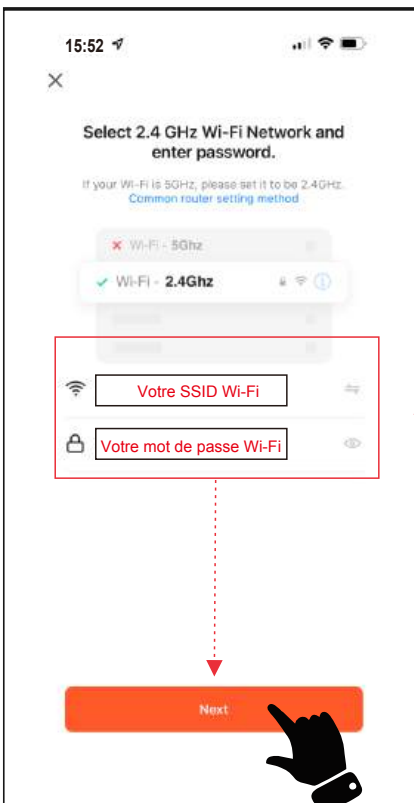 15:52
Select 2.4 GHz Wi-Fi Network and
enter password.
If your Wi-Fi is 5GHz, please set it to be 2.4GHz.
Common router setting method
Wi-Fi - 5Ghz
Wi-Fi - 2.4Ghz
Votre SSID Wi-Fi
Votre mot de passe Wi-Fi
Next